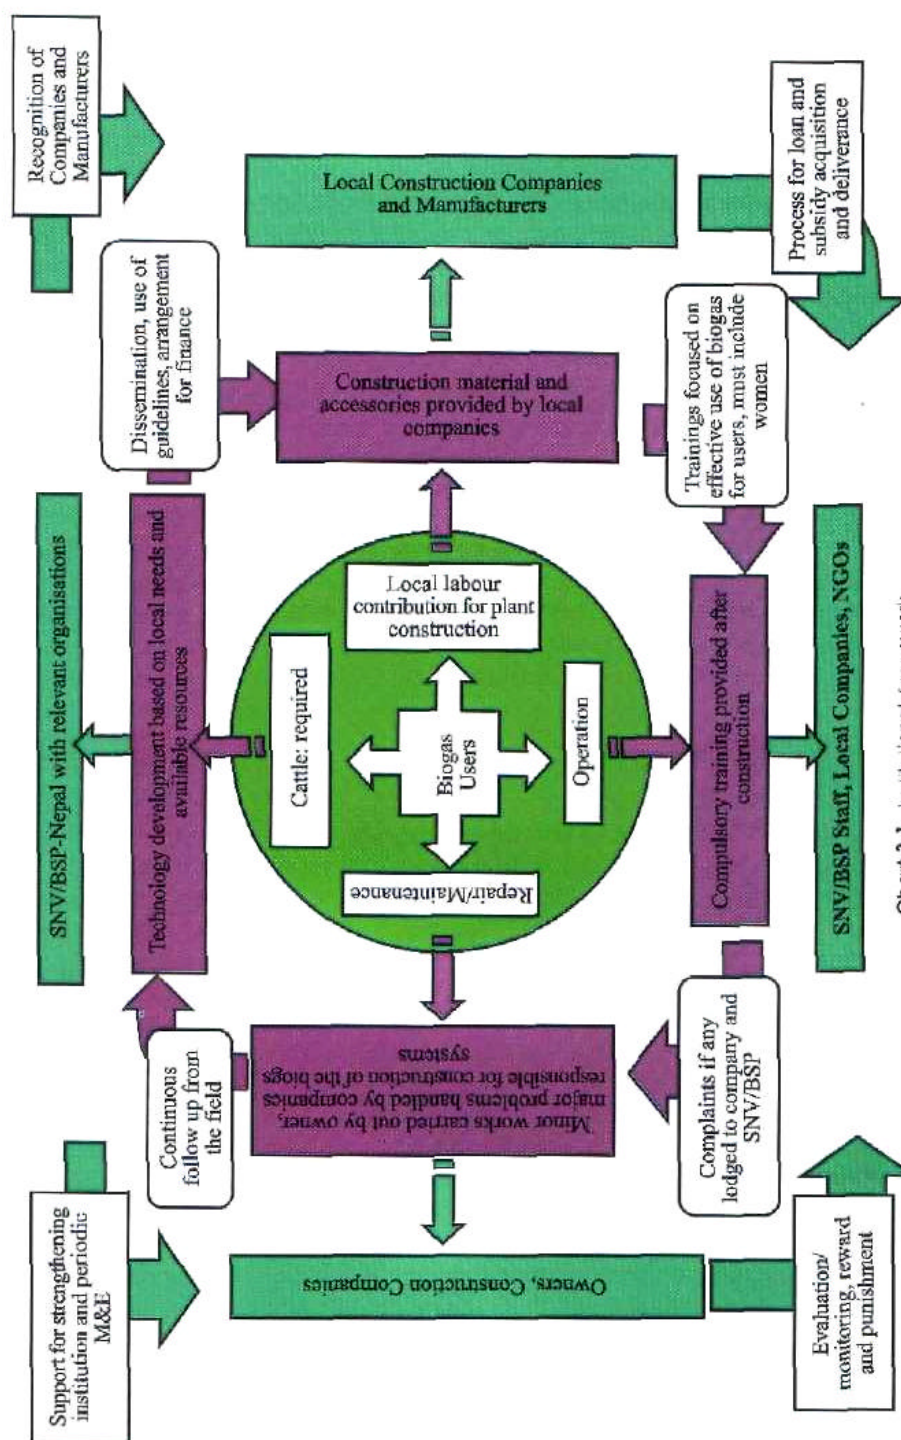 Support for strengthening
institution and periodic
M&E
Recognition of
Companies and
Manufacturers
SNV/BSP-Nepal with relevant organisations
Continuous
follow up from
the field
Technology development based on local needs and
available resources
Dissemination, use of
guidelines, arrangement
for finance
Owners, Construction Companies
Minor works carried out by owner,
major problems handled by companies
responsible for construction of the biogs
systems
Cattle: required
Repair/Maintenance
Biogas
Users
Local labour
contribution for plant
construction
Operation
Construction material and
accessories provided by local
companies
Local Construction Companies
and Manufacturers
Complaints if any
lodged to company and
SNV/BSP
Compulsory training provided after
construction
Trainings focused on
effective use of biogas
for users, must include
women
Evaluation/
monitoring, reward
and punishment
SNV/BSP Staff, Local Companies, NGOs
Process for loan and
subsidy acquisition
and deliverance